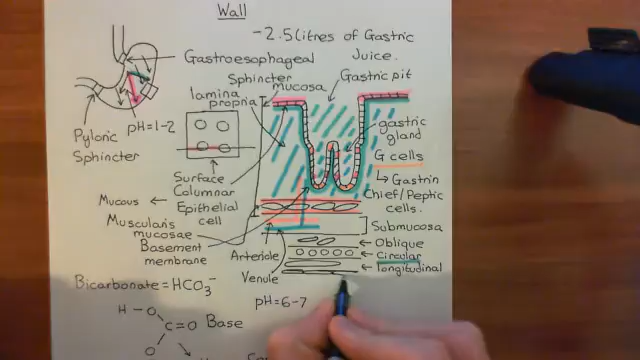 Wall
~2.5Litres of Gastric
Juice.
Gastroesophageal
Sphincter
mucosa
Gastric pit
lamina
propria
pH=1-2
gastric
gland
Pyloric
Sphincter
G cells
↳ Gastrin
Surface
Columnar
Epithelial
cell
Mucous ←
Chief/Peptic
cells.
Muscularis
mucosae
Submucosa
Basement
membrane
Arteriole
Venule
← Oblique
← Circular
← longitudinal
Bicarbonate = HCO3-
pH=6-7
H-O
C=O
O
Base